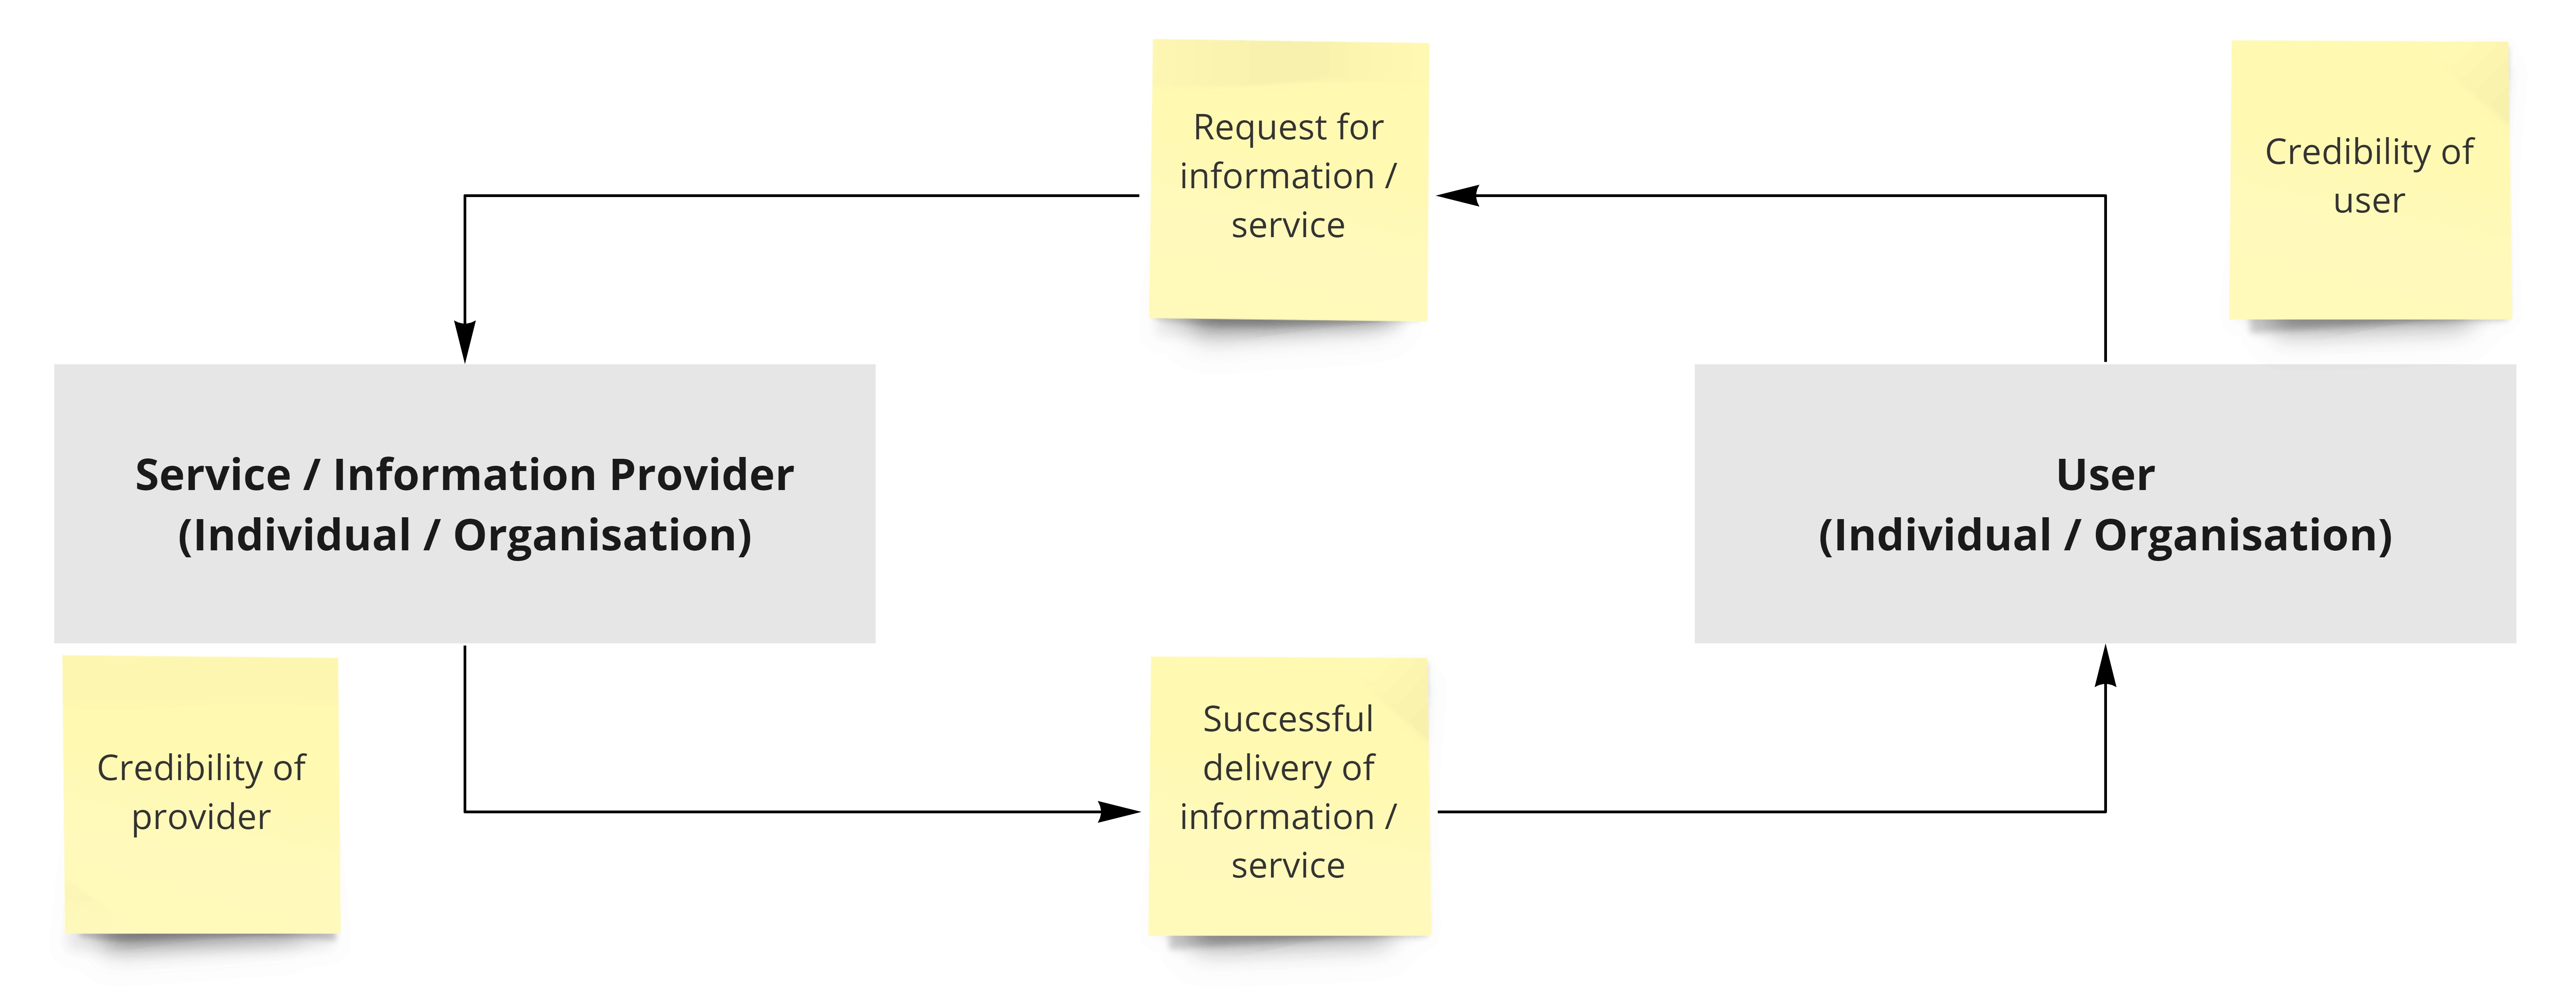 Request for
information /
service
Credibility of
user
Service / Information Provider
(Individual / Organisation)
User
(Individual / Organisation)
Credibility of
provider
Successful
delivery of
information /
service